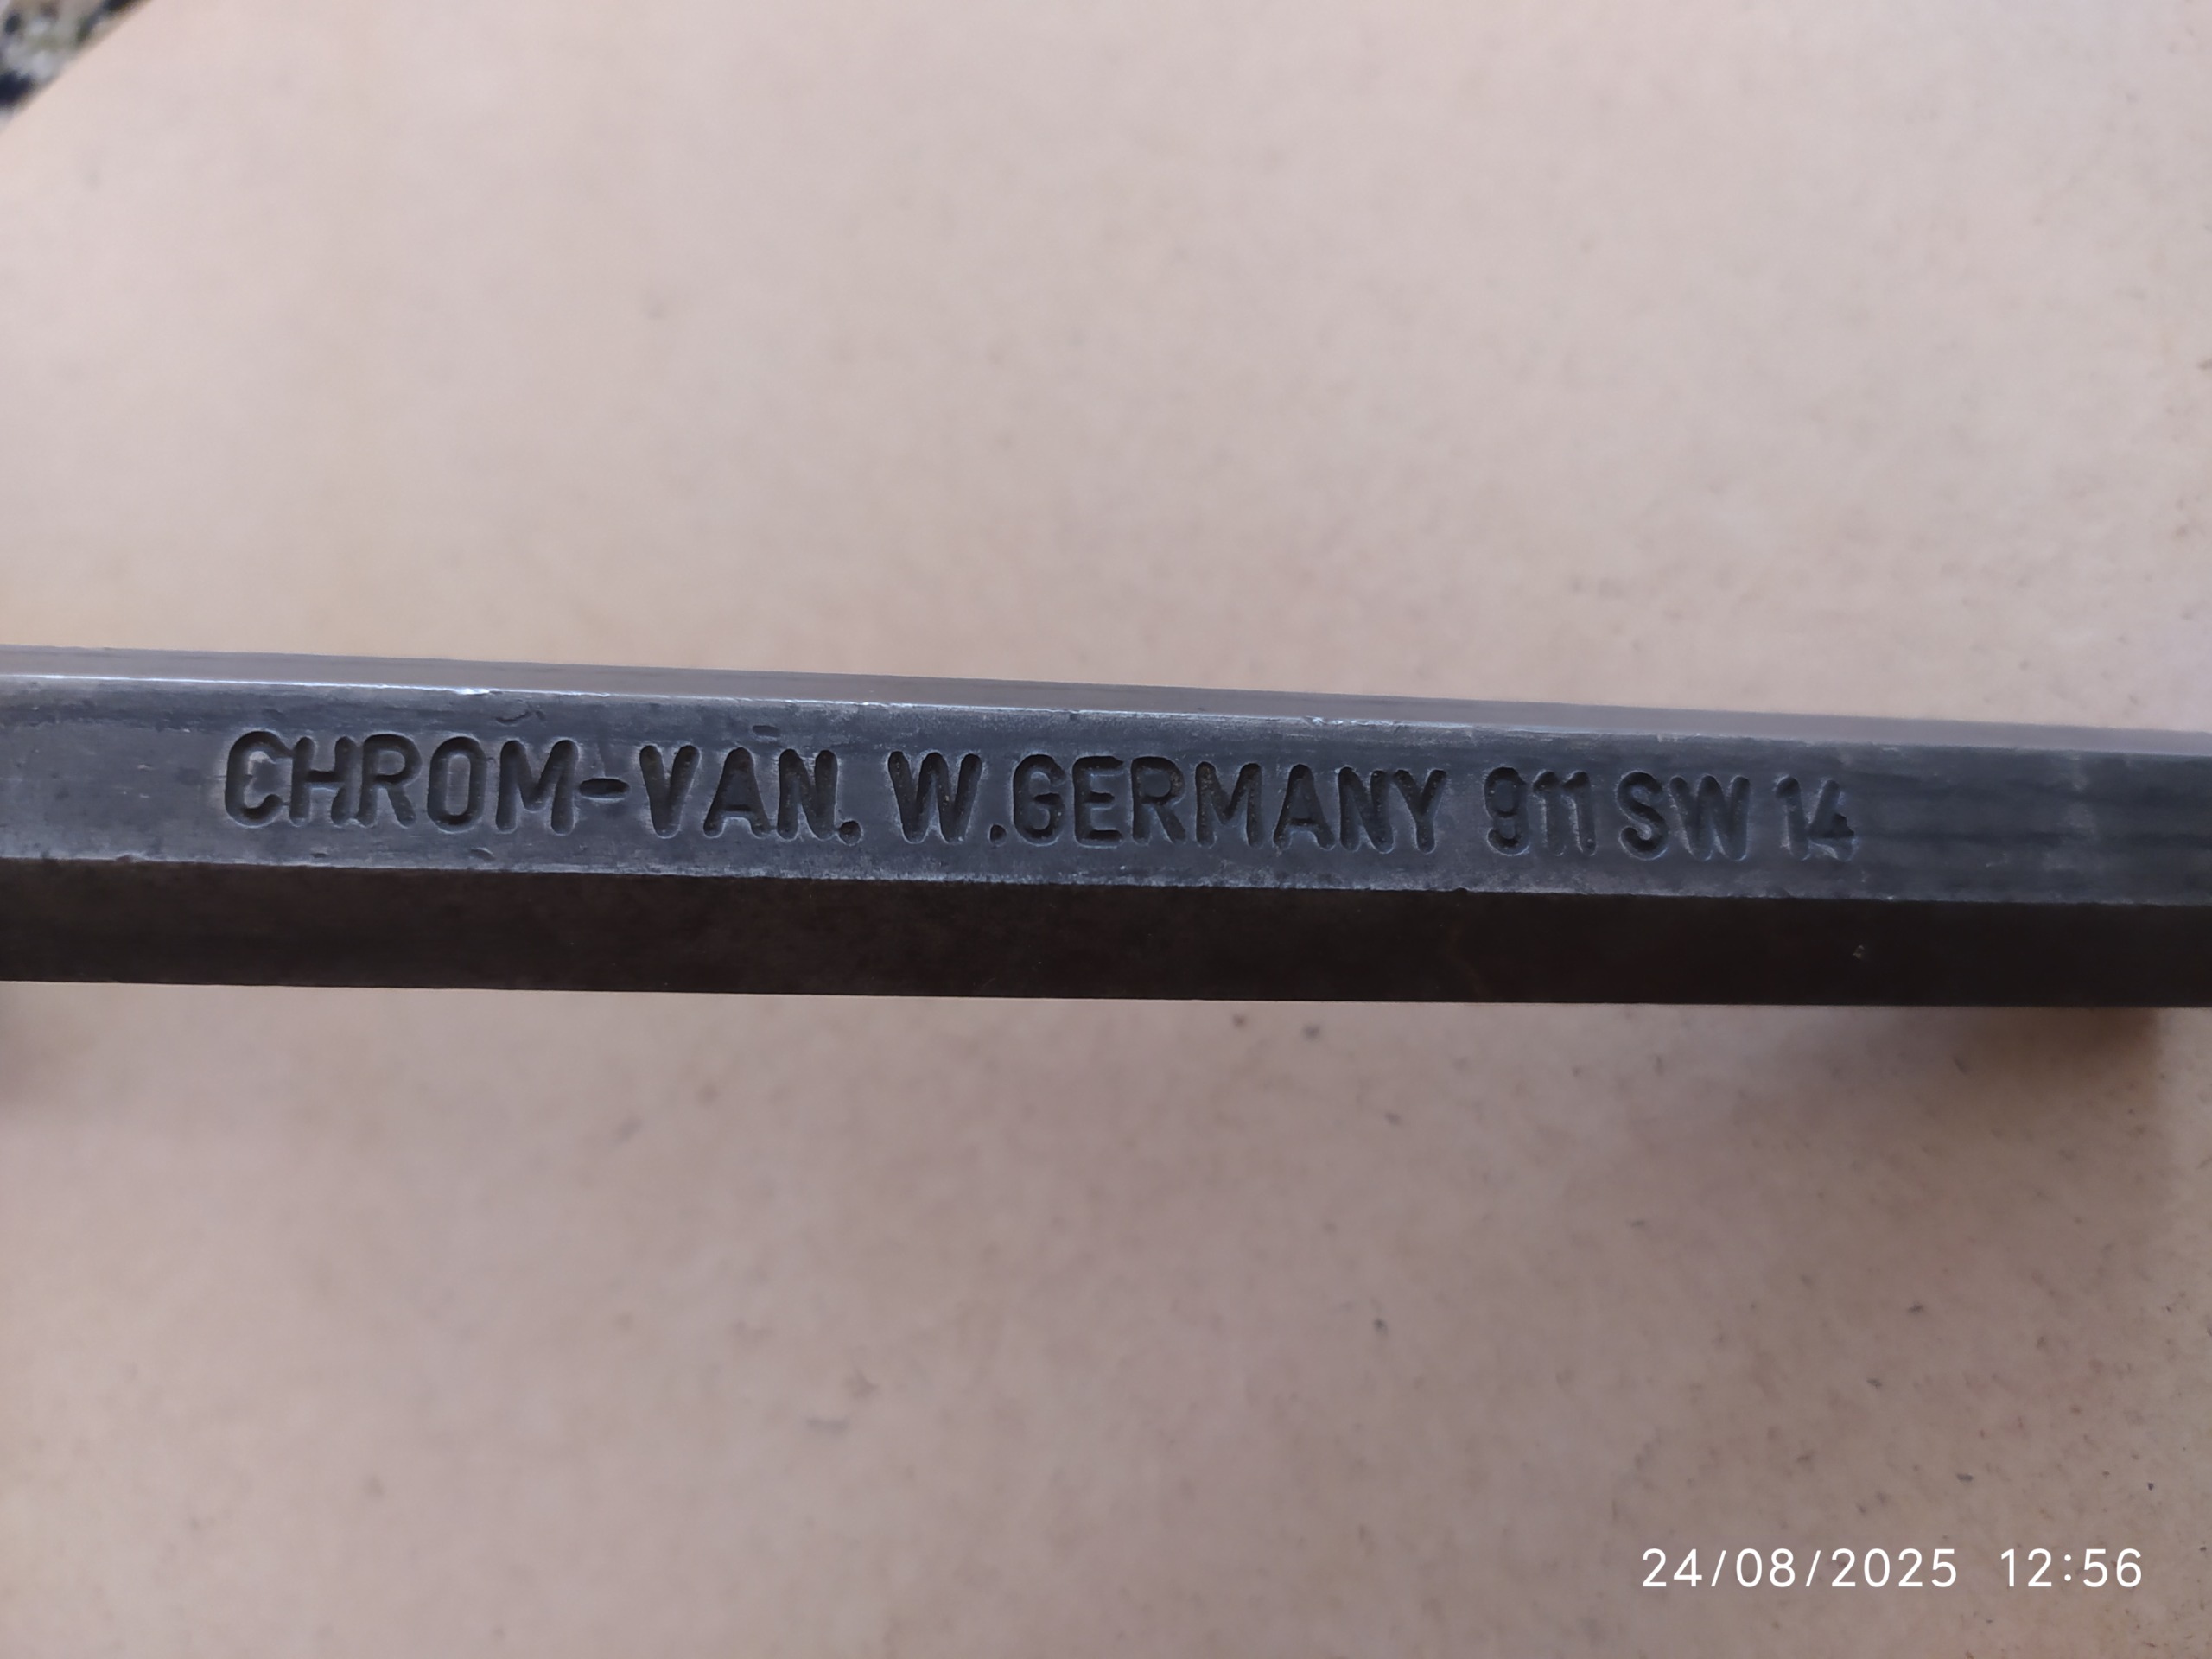 CHROM-VAN. W.GERMANY 911 SW 14
24/08/2025 12:56